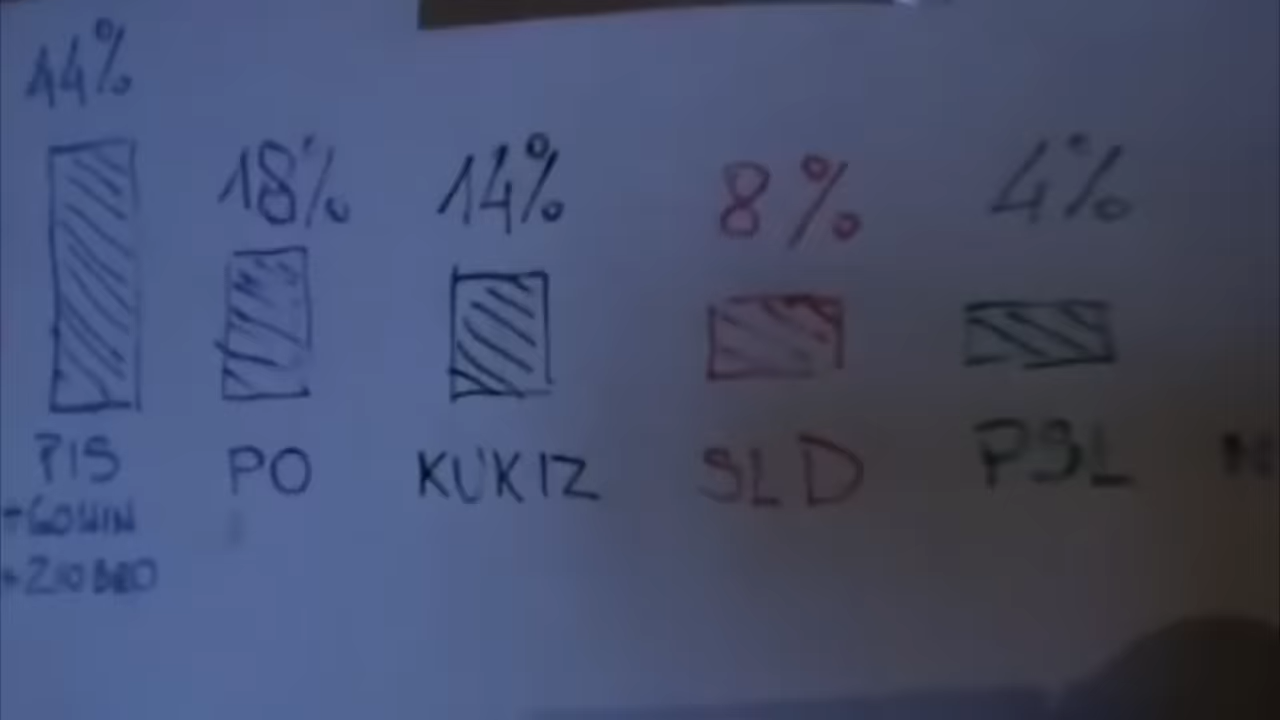 44%
18% 14% 8% 4%
PIS PO KUKIZ SLD PSL
+GOWIN
+ZIOBRO